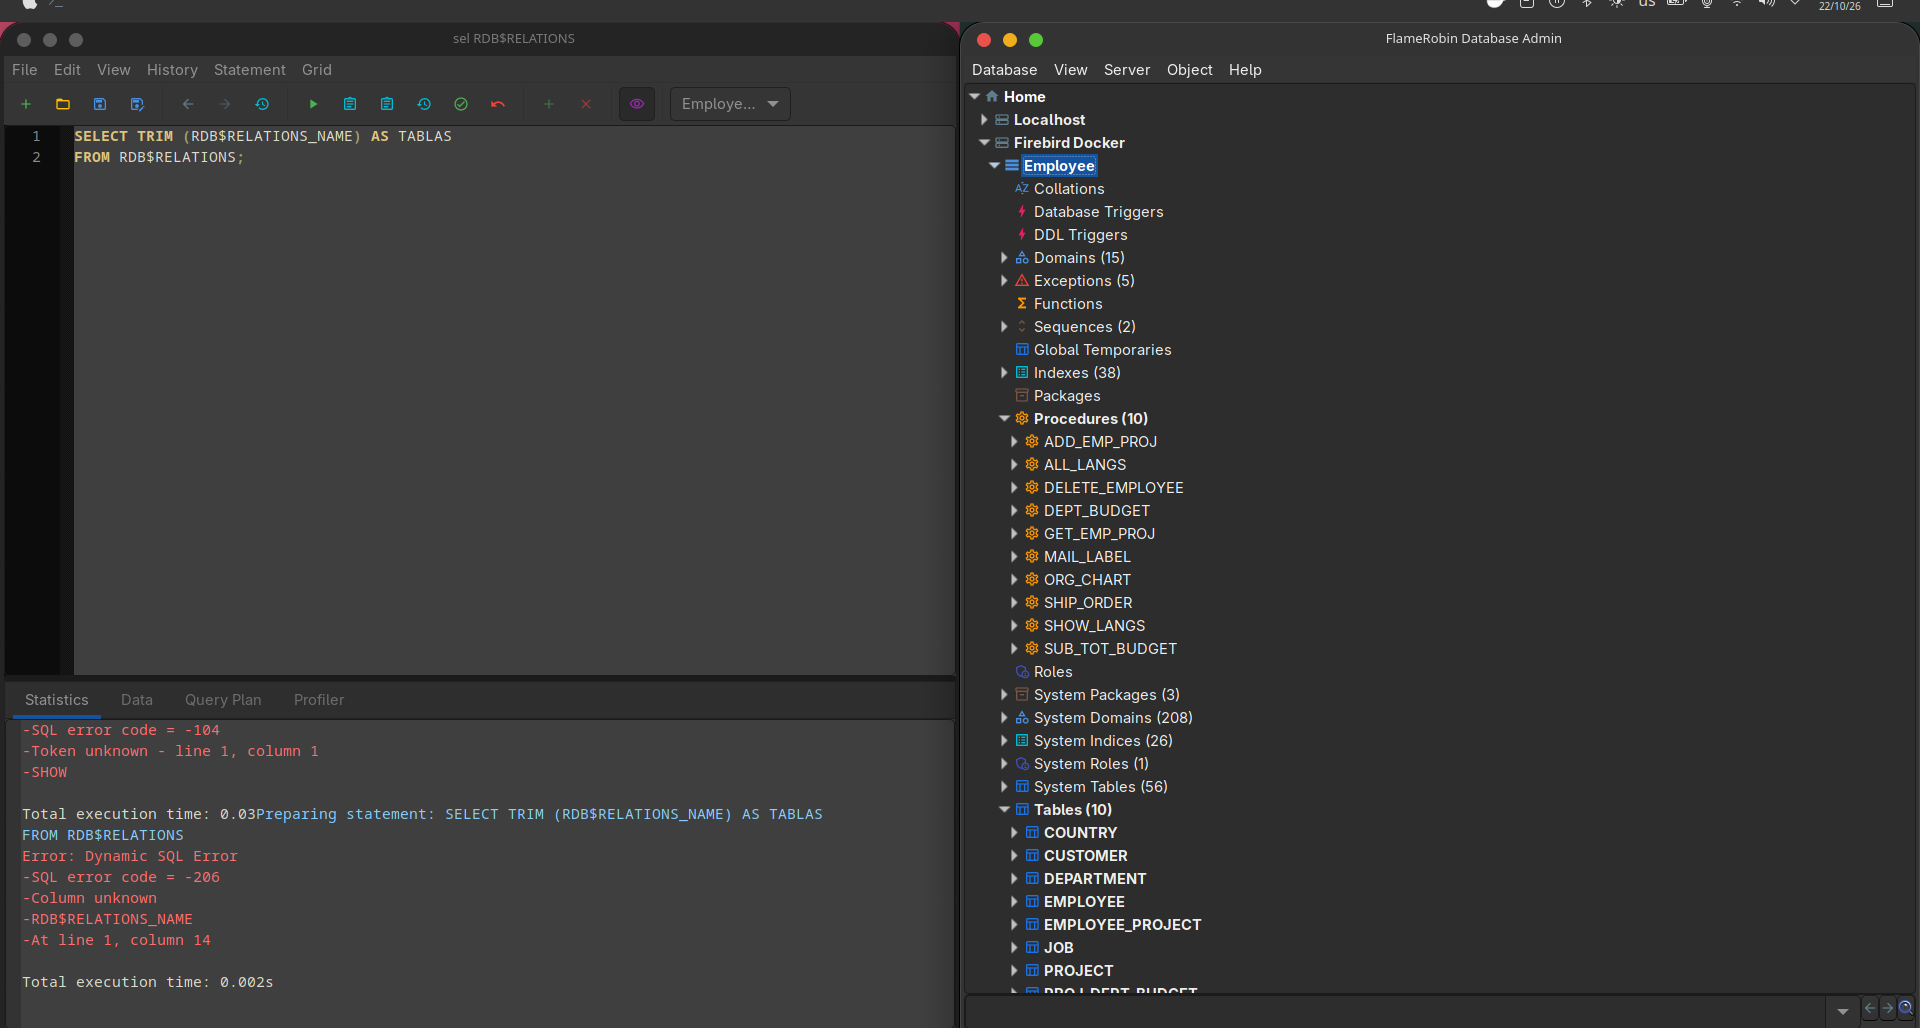 us
22/10/26
sel RDB$RELATIONS
File Edit View History Statement Grid
Employe...
1 SELECT TRIM (RDB$RELATIONS_NAME) AS TABLAS
2 FROM RDB$RELATIONS;
Statistics Data Query Plan Profiler
-SQL error code = -104
-Token unknown - line 1, column 1
-SHOW
Total execution time: 0.03Preparing statement: SELECT TRIM (RDB$RELATIONS_NAME) AS TABLAS
FROM RDB$RELATIONS
Error: Dynamic SQL Error
-SQL error code = -206
-Column unknown
-RDB$RELATIONS_NAME
-At line 1, column 14
Total execution time: 0.002s
FlameRobin Database Admin
Database View Server Object Help
Home
Localhost
Firebird Docker
Employee
Collations
Database Triggers
DDL Triggers
Domains (15)
Exceptions (5)
Functions
Sequences (2)
Global Temporaries
Indexes (38)
Packages
Procedures (10)
ADD_EMP_PROJ
ALL_LANGS
DELETE_EMPLOYEE
DEPT_BUDGET
GET_EMP_PROJ
MAIL_LABEL
ORG_CHART
SHIP_ORDER
SHOW_LANGS
SUB_TOT_BUDGET
Roles
System Packages (3)
System Domains (208)
System Indices (26)
System Roles (1)
System Tables (56)
Tables (10)
COUNTRY
CUSTOMER
DEPARTMENT
EMPLOYEE
EMPLOYEE_PROJECT
JOB
PROJECT
PROJ_DEPT_BUDGET